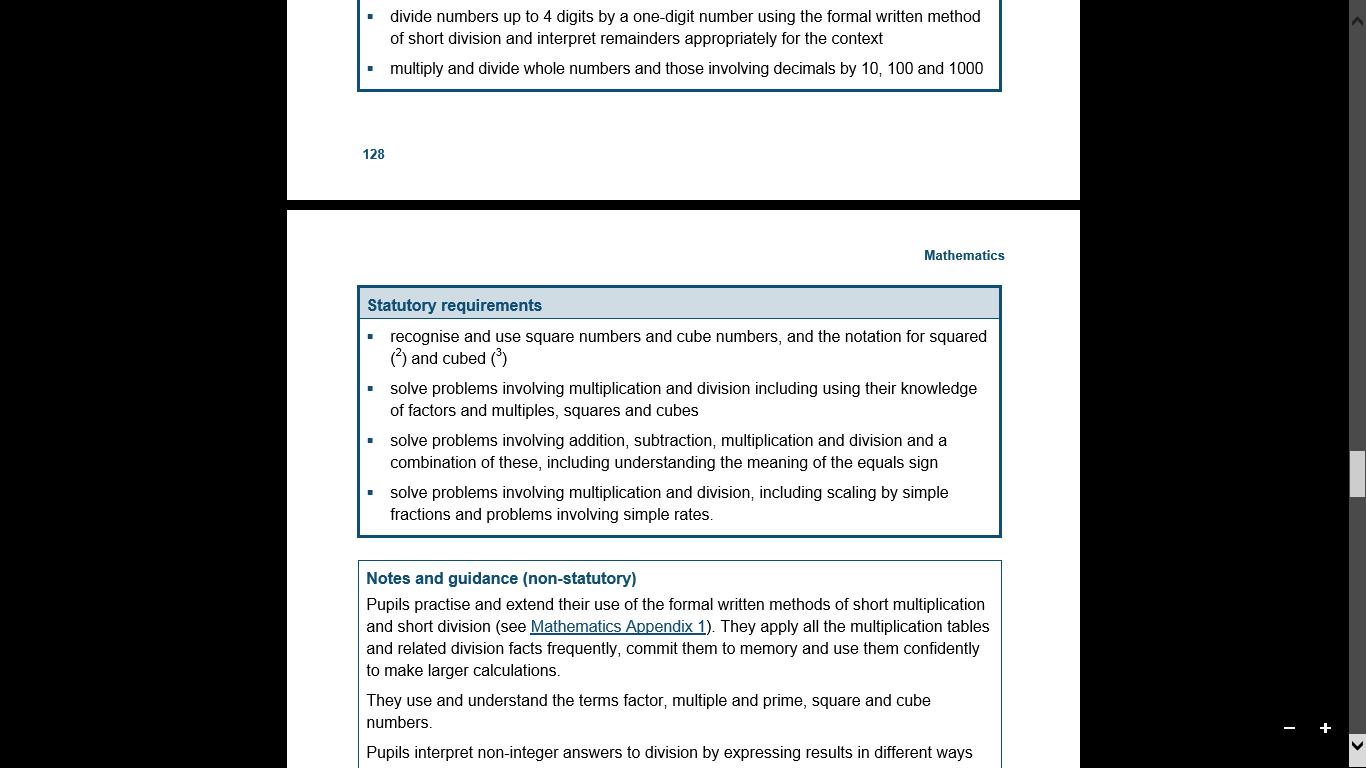 ▪ divide numbers up to 4 digits by a one-digit number using the formal written method
of short division and interpret remainders appropriately for the context
▪ multiply and divide whole numbers and those involving decimals by 10, 100 and 1000
128
Mathematics
Statutory requirements
▪ recognise and use square numbers and cube numbers, and the notation for squared
(²) and cubed (³)
▪ solve problems involving multiplication and division including using their knowledge
of factors and multiples, squares and cubes
▪ solve problems involving addition, subtraction, multiplication and division and a
combination of these, including understanding the meaning of the equals sign
▪ solve problems involving multiplication and division, including scaling by simple
fractions and problems involving simple rates.
Notes and guidance (non-statutory)
Pupils practise and extend their use of the formal written methods of short multiplication
and short division (see Mathematics Appendix 1). They apply all the multiplication tables
and related division facts frequently, commit them to memory and use them confidently
to make larger calculations.
They use and understand the terms factor, multiple and prime, square and cube
numbers.
Pupils interpret non-integer answers to division by expressing results in different ways